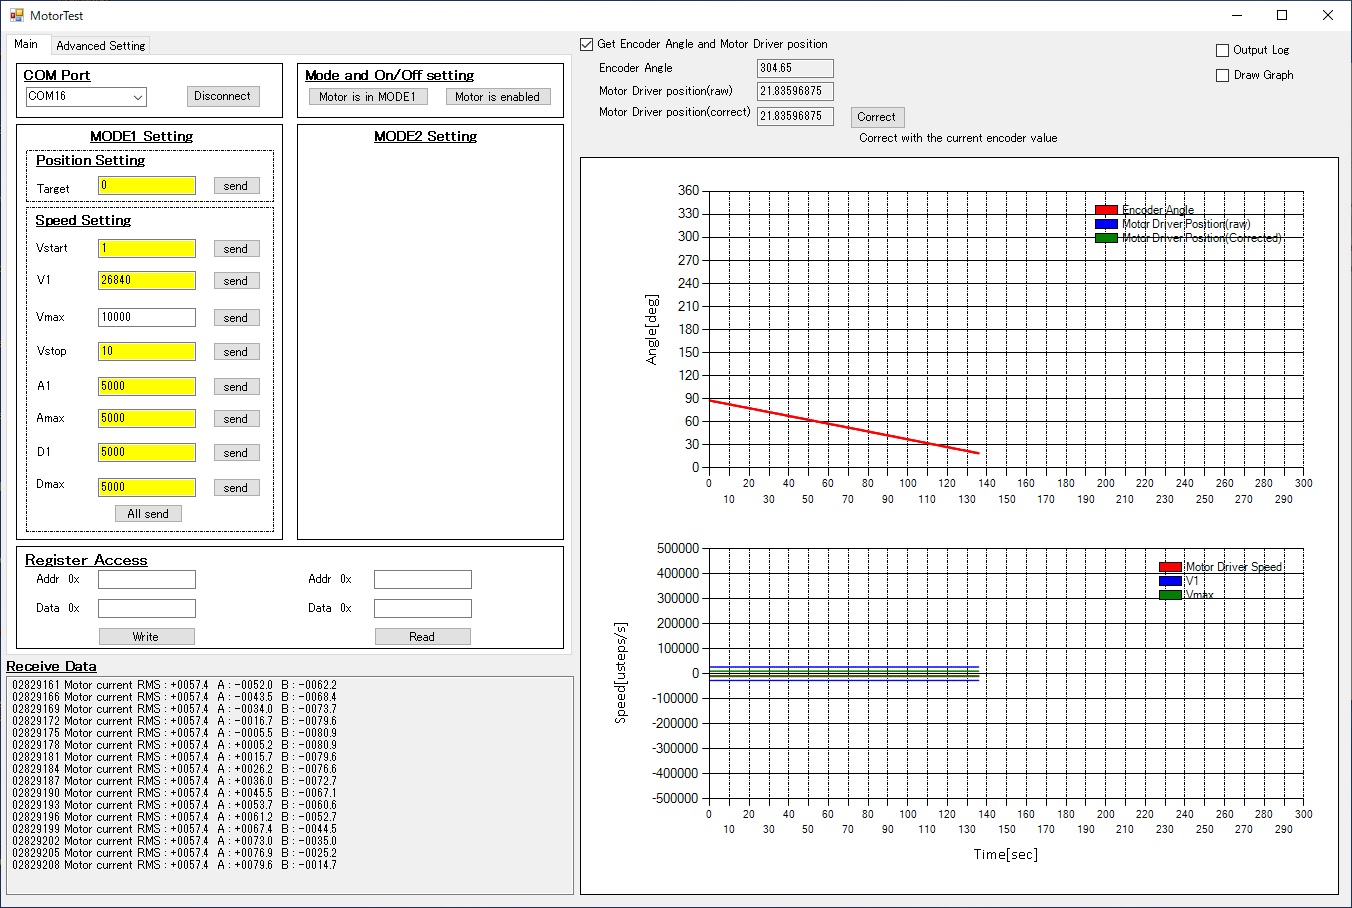 MotorTest
Main
Advanced Setting
COM Port
COM16
Disconnect
Mode and On/Off setting
Motor is in MODE1
Motor is enabled
MODE1 Setting
Position Setting
Target 0 send
Speed Setting
Vstart 1 send
V1 26840 send
Vmax 10000 send
Vstop 10 send
A1 5000 send
Amax 5000 send
D1 5000 send
Dmax 5000 send
All send
MODE2 Setting
Register Access
Addr 0x
Data 0x
Write
Addr 0x
Data 0x
Read
Receive Data
02829161 Motor current RMS : +0057.4 A : -0052.0 B : -0062.2
02829166 Motor current RMS : +0057.4 A : -0043.5 B : -0068.4
02829169 Motor current RMS : +0057.4 A : -0034.0 B : -0073.7
02829172 Motor current RMS : +0057.4 A : -0016.7 B : -0079.6
02829175 Motor current RMS : +0057.4 A : -0005.5 B : -0080.9
02829178 Motor current RMS : +0057.4 A : +0005.2 B : -0080.9
02829181 Motor current RMS : +0057.4 A : +0015.7 B : -0079.6
02829184 Motor current RMS : +0057.4 A : +0026.2 B : -0076.6
02829187 Motor current RMS : +0057.4 A : +0036.0 B : -0072.7
02829190 Motor current RMS : +0057.4 A : +0045.5 B : -0067.1
02829193 Motor current RMS : +0057.4 A : +0053.7 B : -0060.6
02829196 Motor current RMS : +0057.4 A : +0061.2 B : -0052.7
02829199 Motor current RMS : +0057.4 A : +0067.4 B : -0044.5
02829202 Motor current RMS : +0057.4 A : +0073.0 B : -0035.0
02829205 Motor current RMS : +0057.4 A : +0076.9 B : -0025.2
02829208 Motor current RMS : +0057.4 A : +0079.6 B : -0014.7
Get Encoder Angle and Motor Driver position
Encoder Angle 304.65
Motor Driver position(raw) 21.83596875
Motor Driver position(correct) 21.83596875
Correct
Correct with the current encoder value
Output Log
Draw Graph
Angle[deg]
360
330
300
270
240
210
180
150
120
90
60
30
0
Encoder Angle
Motor Driver Position(raw)
Motor Driver Position(Corrected)
0 20 40 60 80 100 120 140 160 180 200 220 240 260 280 300
10 30 50 70 90 110 130 150 170 190 210 230 250 270 290
Speed[usteps/s]
500000
400000
300000
200000
100000
0
-100000
-200000
-300000
-400000
-500000
Motor Driver Speed
V1
Vmax
0 20 40 60 80 100 120 140 160 180 200 220 240 260 280 300
10 30 50 70 90 110 130 150 170 190 210 230 250 270 290
Time[sec]